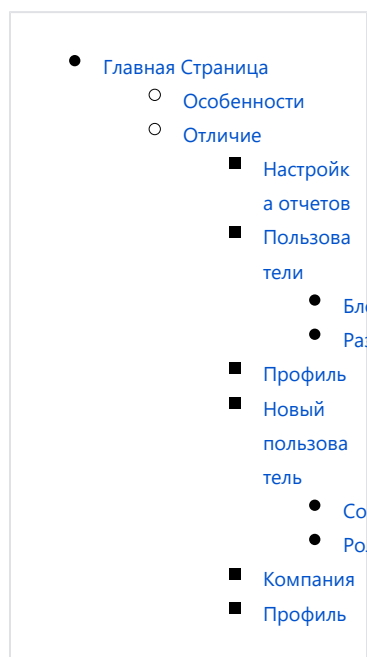 Главная Страница
Особенности
Отличие
Настройк
а отчетов
Пользова
тели
Профиль
Новый
пользова
тель
Компания
Профиль